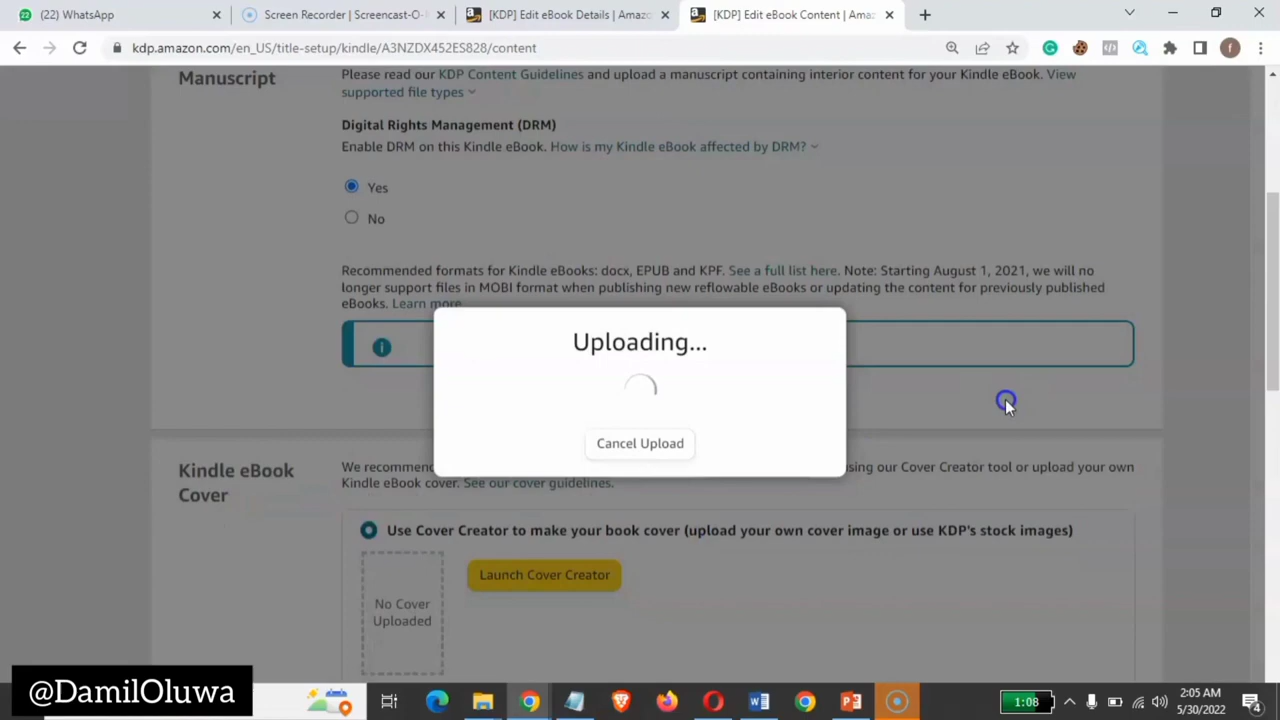 (22) WhatsApp
Screen Recorder | Screencast-O-
[KDP] Edit eBook Details | Amazo
[KDP] Edit eBook Content | Amaz
kdp.amazon.com/en_US/title-setup/kindle/A3NZDX452ES828/content
f
Manuscript
Please read our KDP Content Guidelines and upload a manuscript containing interior content for your Kindle eBook. View
supported file types
Digital Rights Management (DRM)
Enable DRM on this Kindle eBook. How is my Kindle eBook affected by DRM?
Yes
No
Recommended formats for Kindle eBooks: docx, EPUB and KPF. See a full list here. Note: Starting August 1, 2021, we will no
longer support files in MOBI format when publishing new reflowable eBooks or updating the content for previously published
eBooks. Learn more
Uploading...
Cancel Upload
Kindle eBook
Cover
We recommen
using our Cover Creator tool or upload your own
Kindle eBook cover. See our cover guidelines.
Use Cover Creator to make your book cover (upload your own cover image or use KDP's stock images)
No Cover
Uploaded
Launch Cover Creator
@DamilOluwa
1:08
2:05 AM
5/30/2022
4